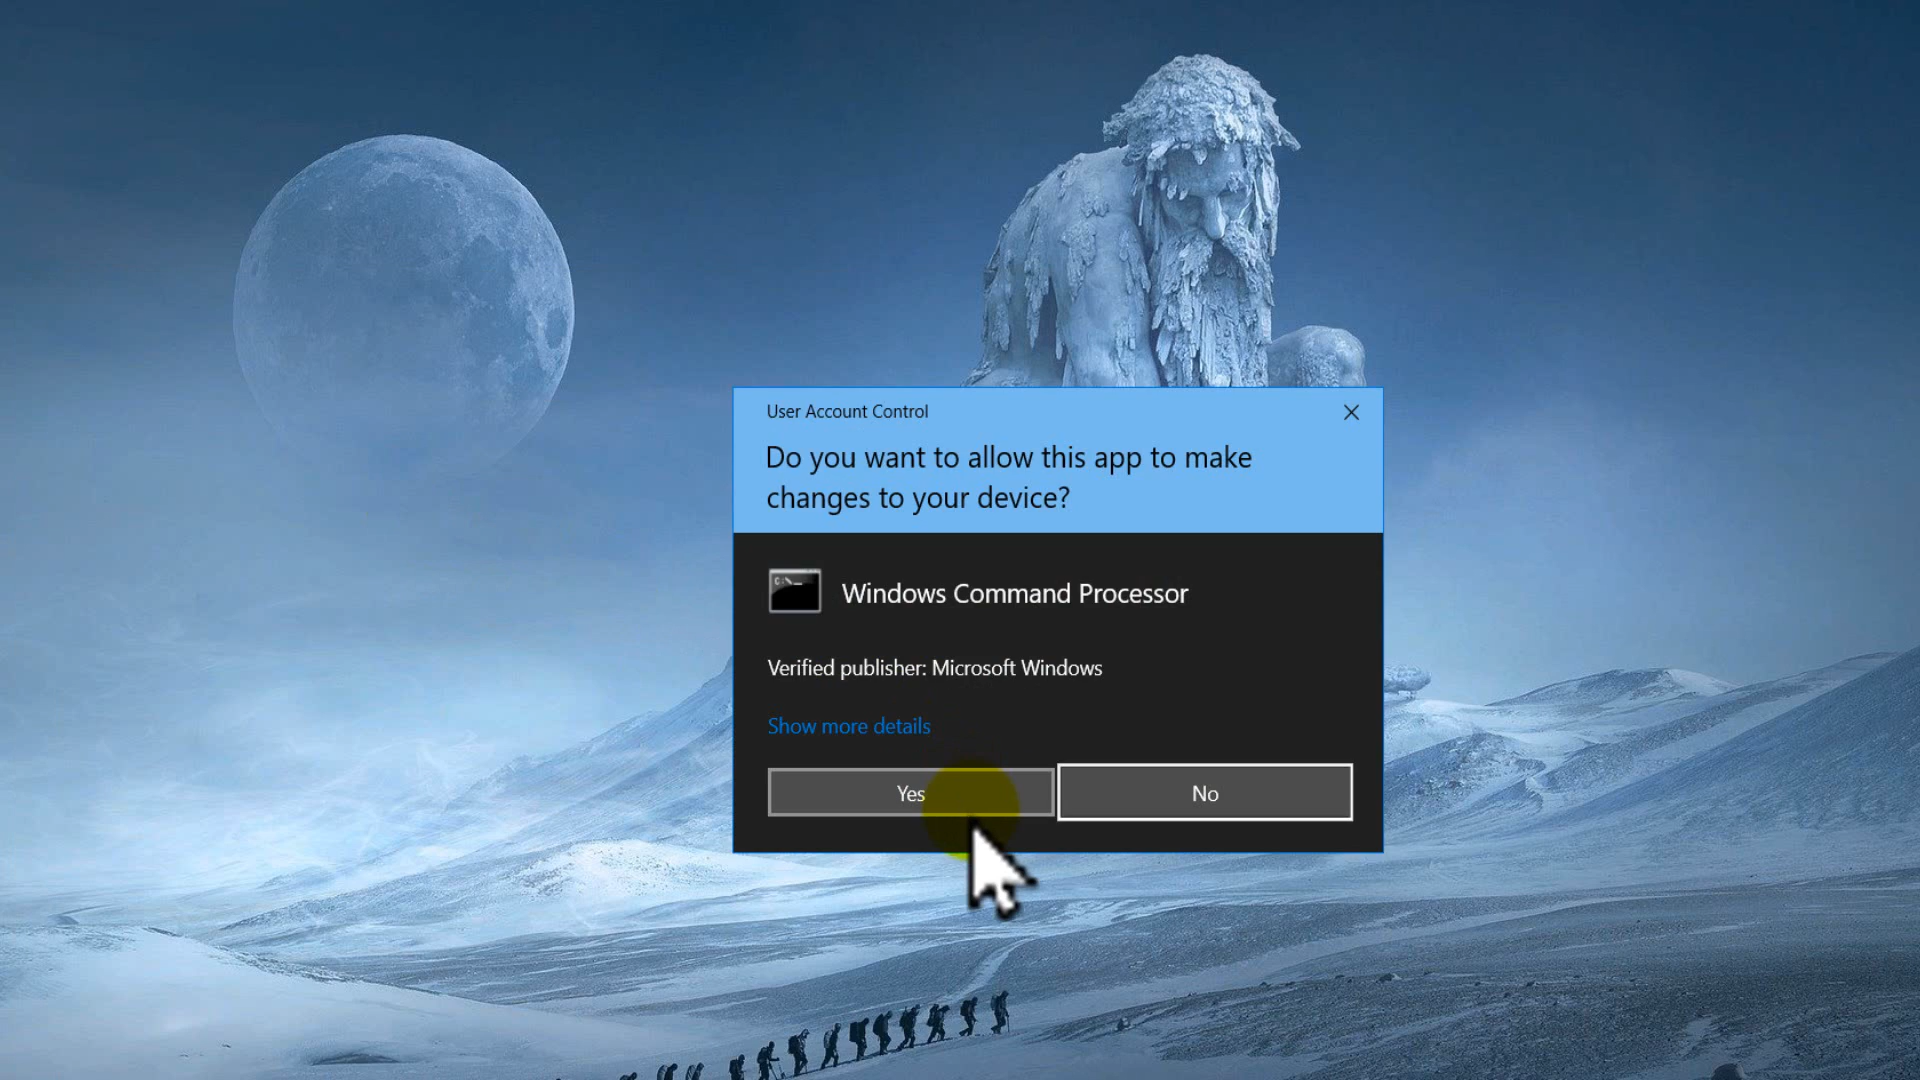 User Account Control
Do you want to allow this app to make
changes to your device?
C:\_
Windows Command Processor
Verified publisher: Microsoft Windows
Show more details
Yes
No